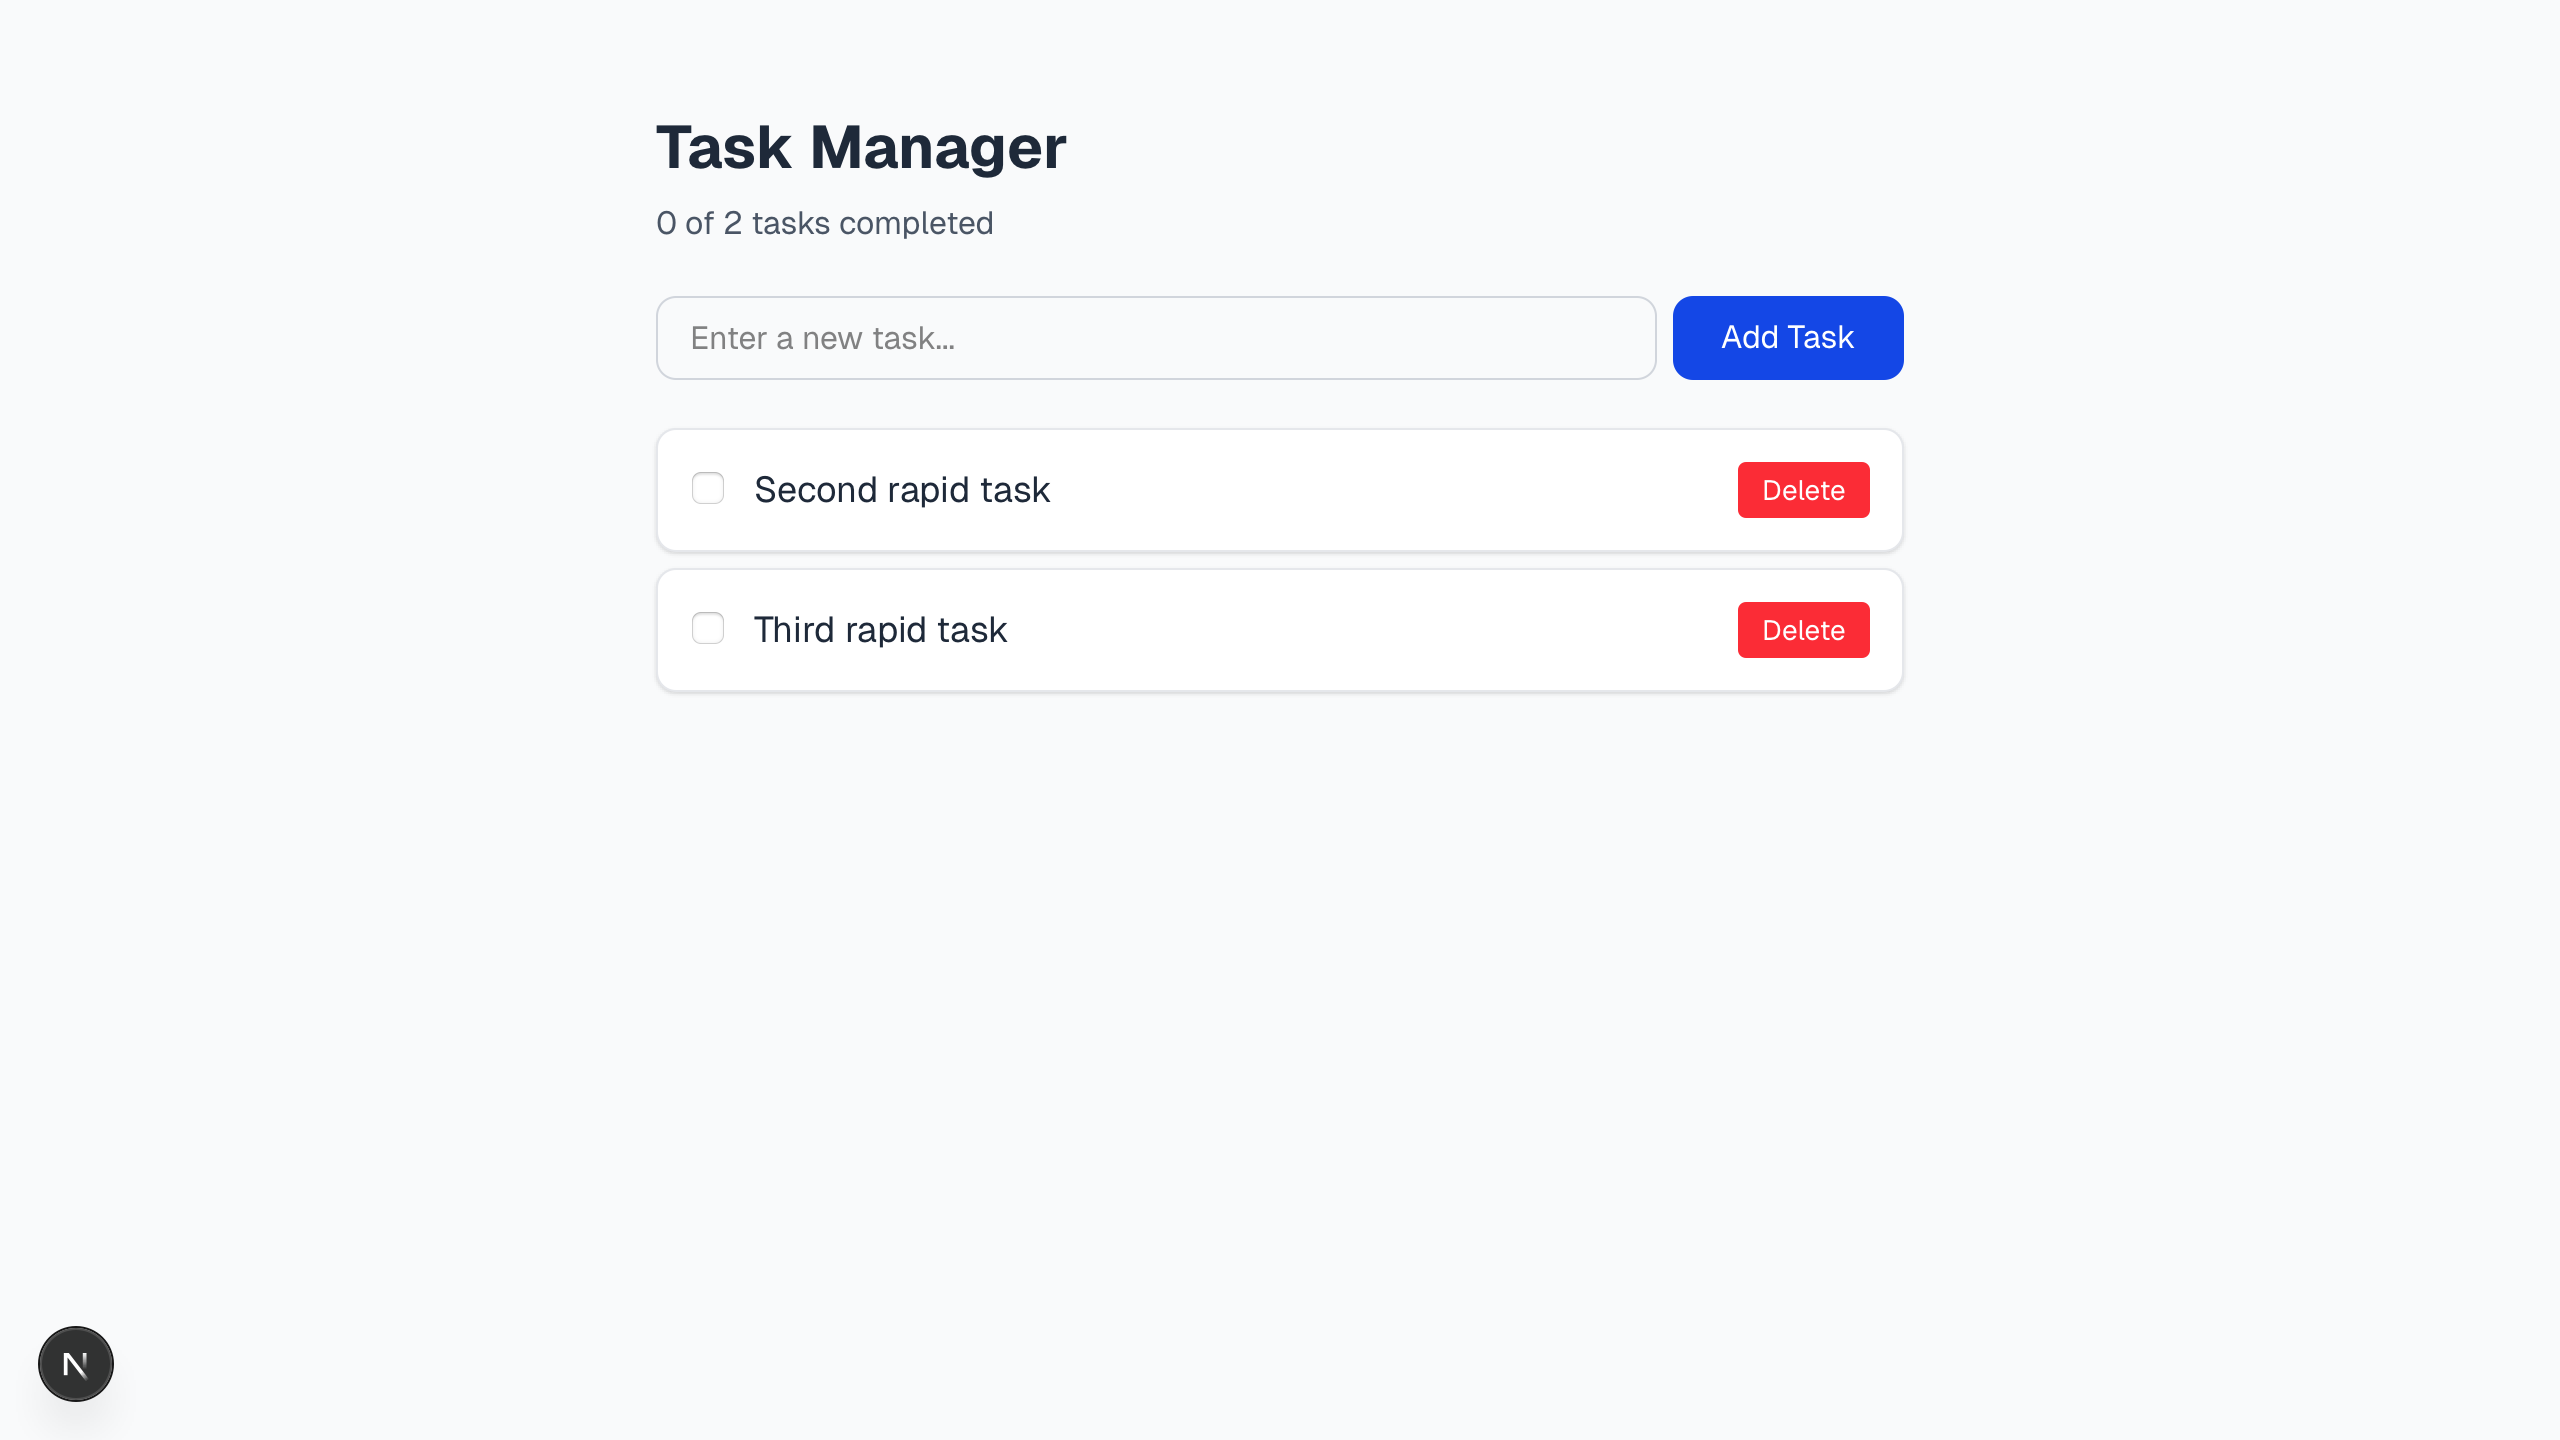 Task Manager
0 of 2 tasks completed
Enter a new task...
Add Task
Second rapid task
Delete
Third rapid task
Delete
N